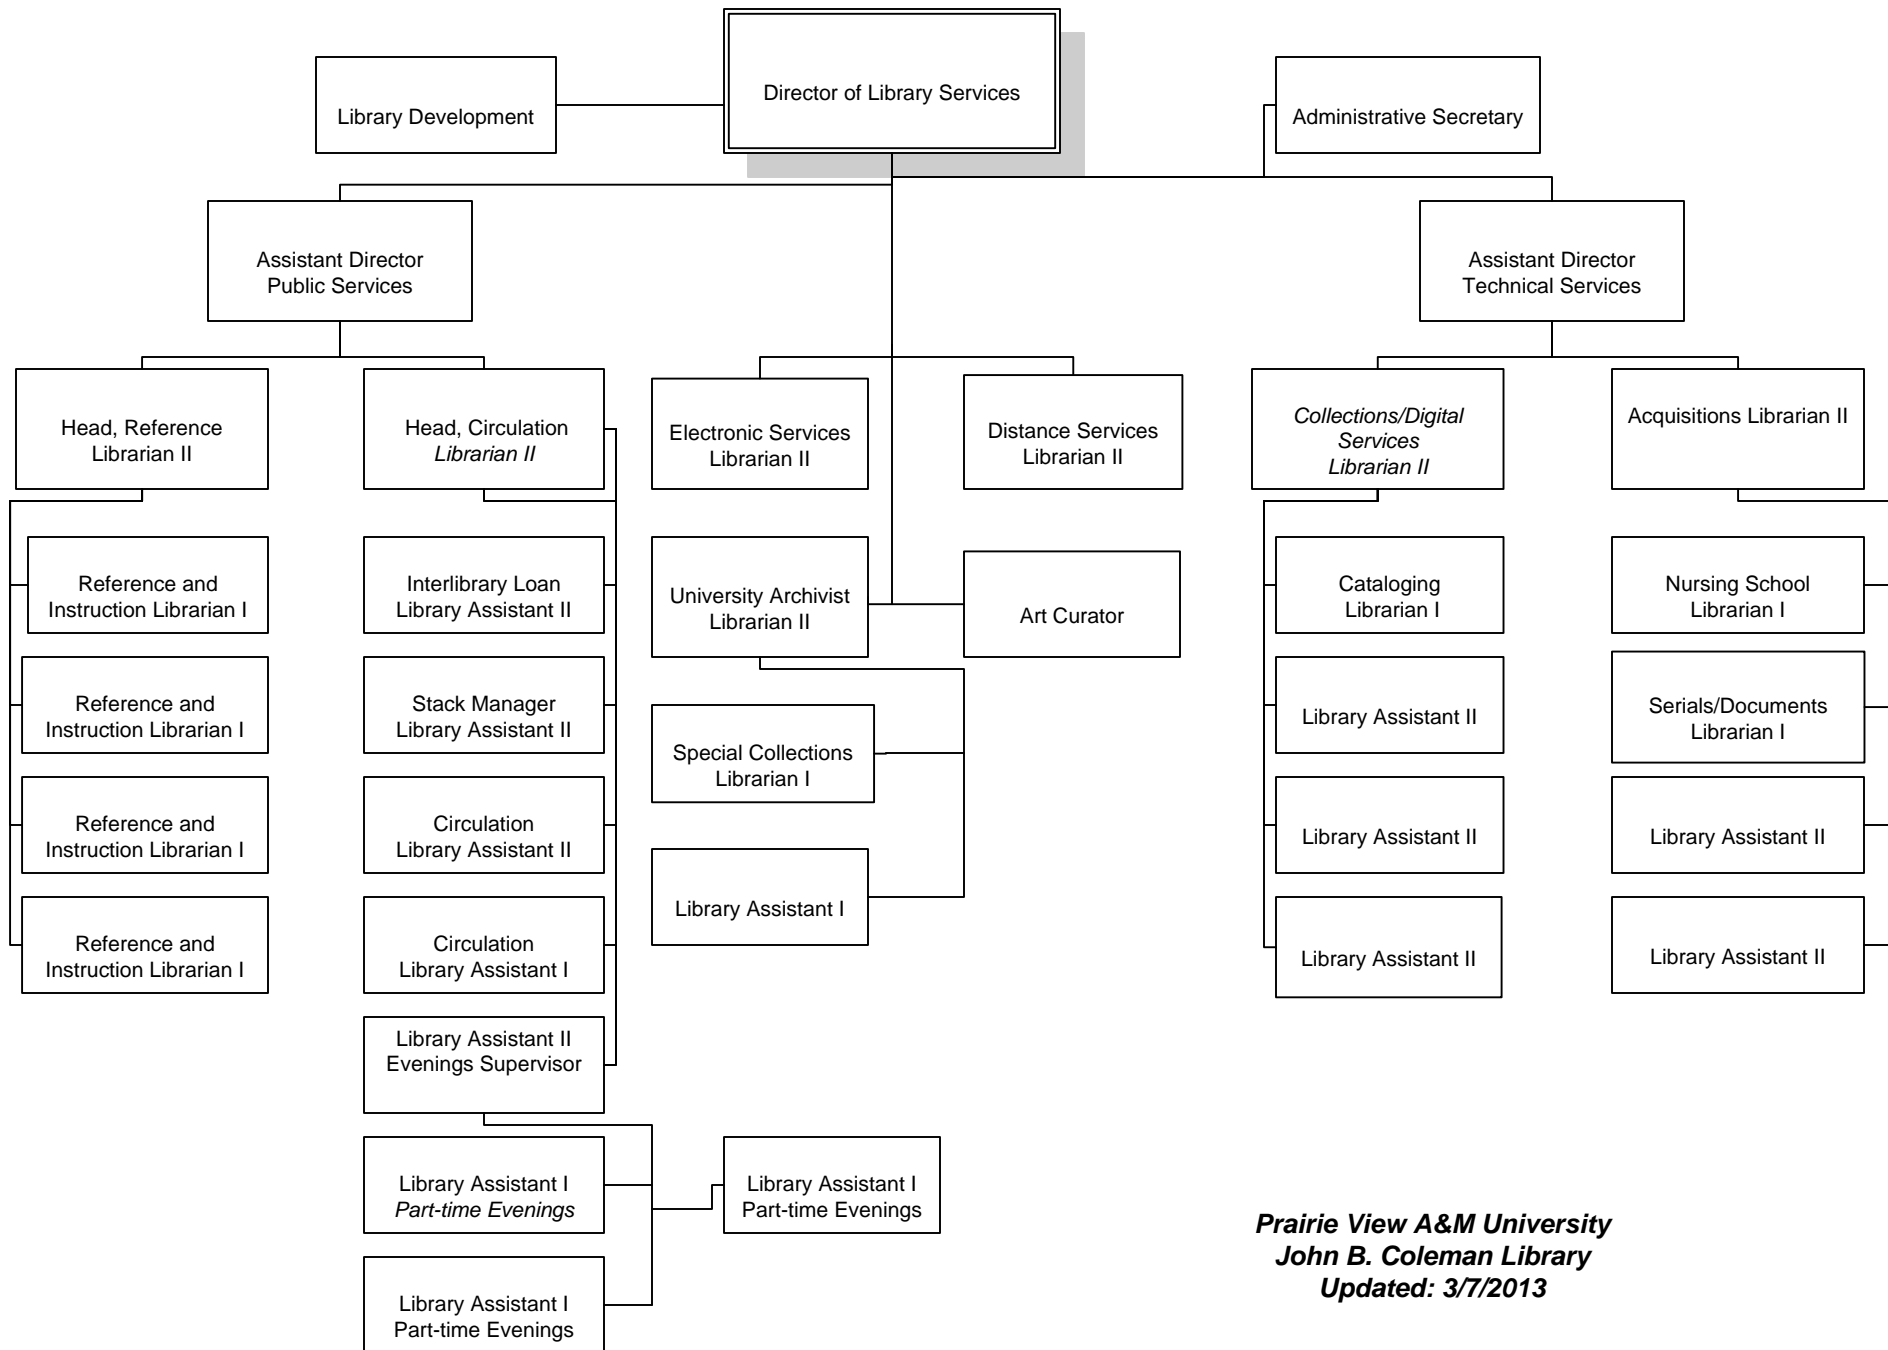 Director of Library Services
Library Development
Administrative Secretary
Assistant Director
Public Services
Assistant Director
Technical Services
Head, Reference
Librarian II
Head, Circulation
Librarian II
Electronic Services
Librarian II
Distance Services
Librarian II
Collections/Digital
Services
Librarian II
Acquisitions Librarian II
Reference and
Instruction Librarian I
Interlibrary Loan
Library Assistant II
University Archivist
Librarian II
Art Curator
Cataloging
Librarian I
Nursing School
Librarian I
Reference and
Instruction Librarian I
Stack Manager
Library Assistant II
Special Collections
Librarian I
Library Assistant II
Serials/Documents
Librarian I
Reference and
Instruction Librarian I
Circulation
Library Assistant II
Library Assistant I
Library Assistant II
Library Assistant II
Reference and
Instruction Librarian I
Circulation
Library Assistant I
Library Assistant II
Library Assistant II
Library Assistant II
Evenings Supervisor
Library Assistant I
Part-time Evenings
Library Assistant I
Part-time Evenings
Library Assistant I
Part-time Evenings
Prairie View A&M University
John B. Coleman Library
Updated: 3/7/2013